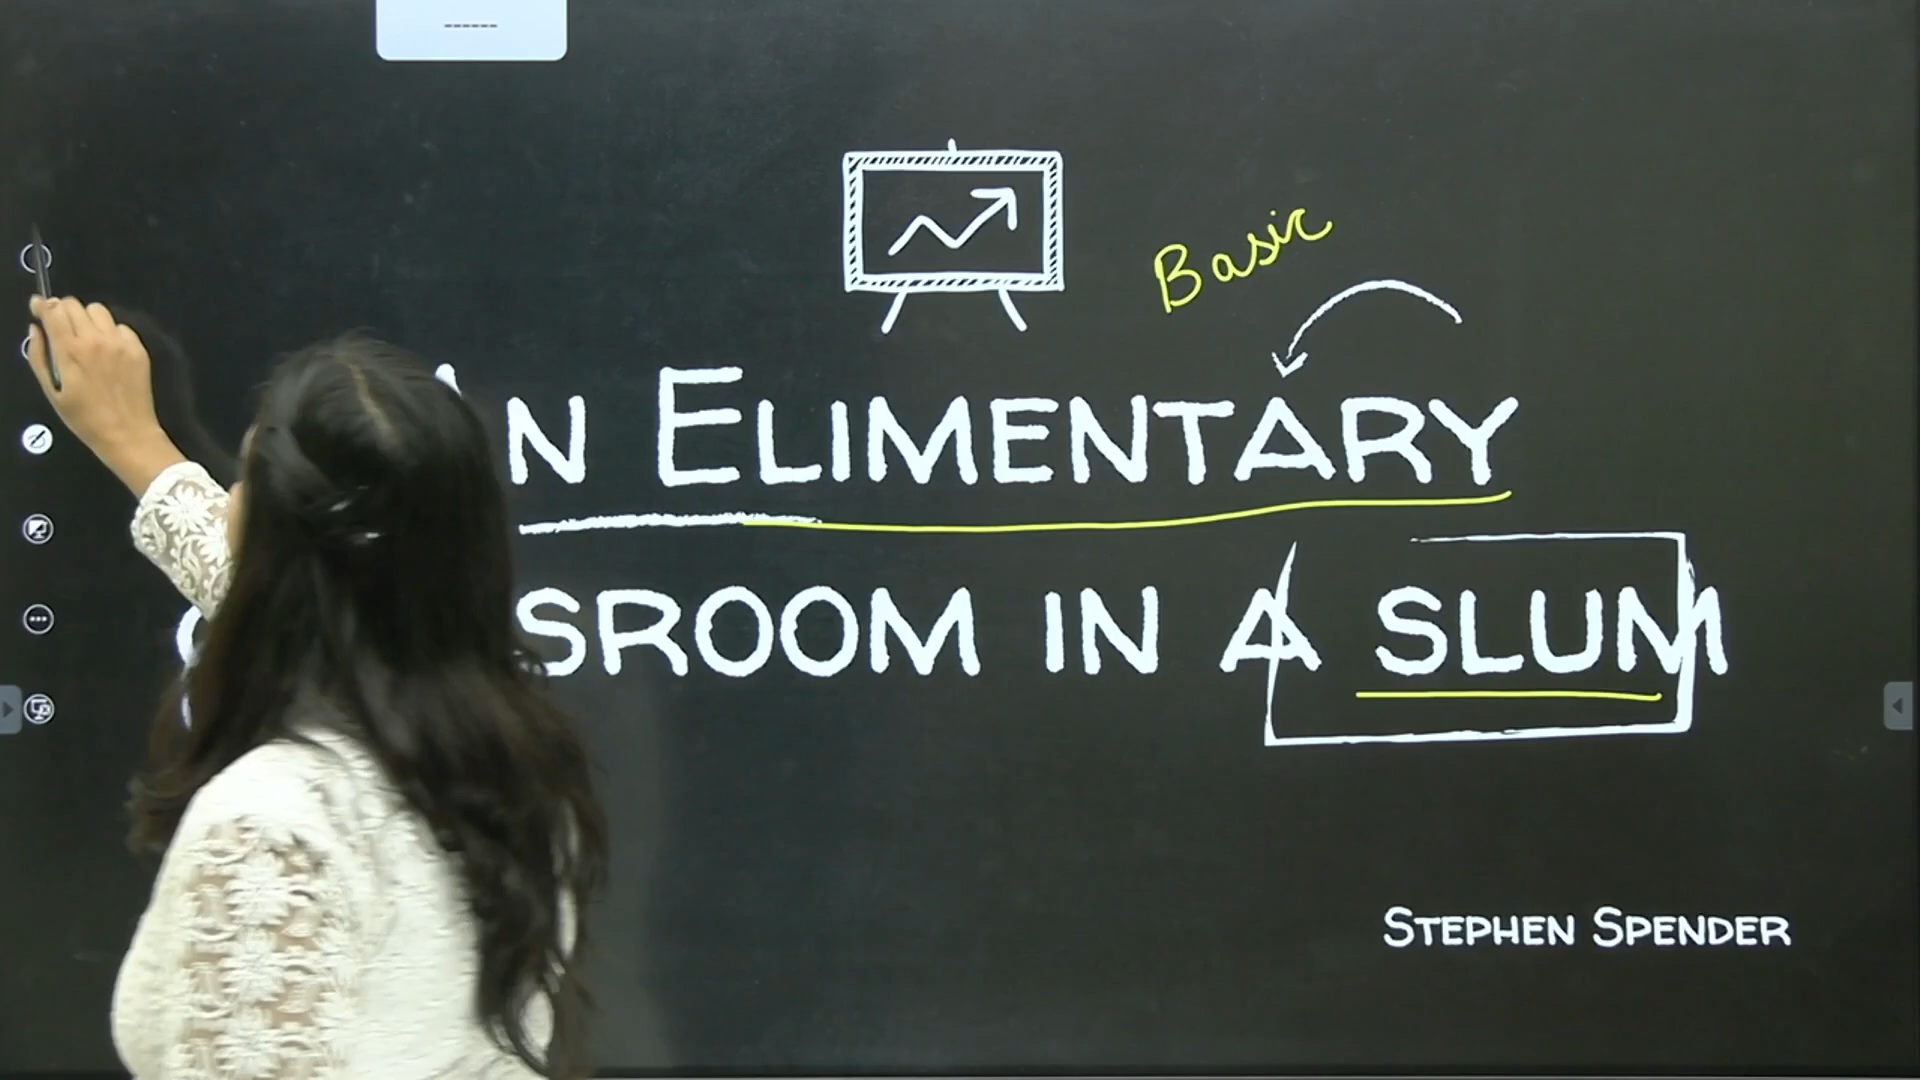 ------
Basic
N ELIMENTARY
SROOM IN A SLUM
STEPHEN SPENDER